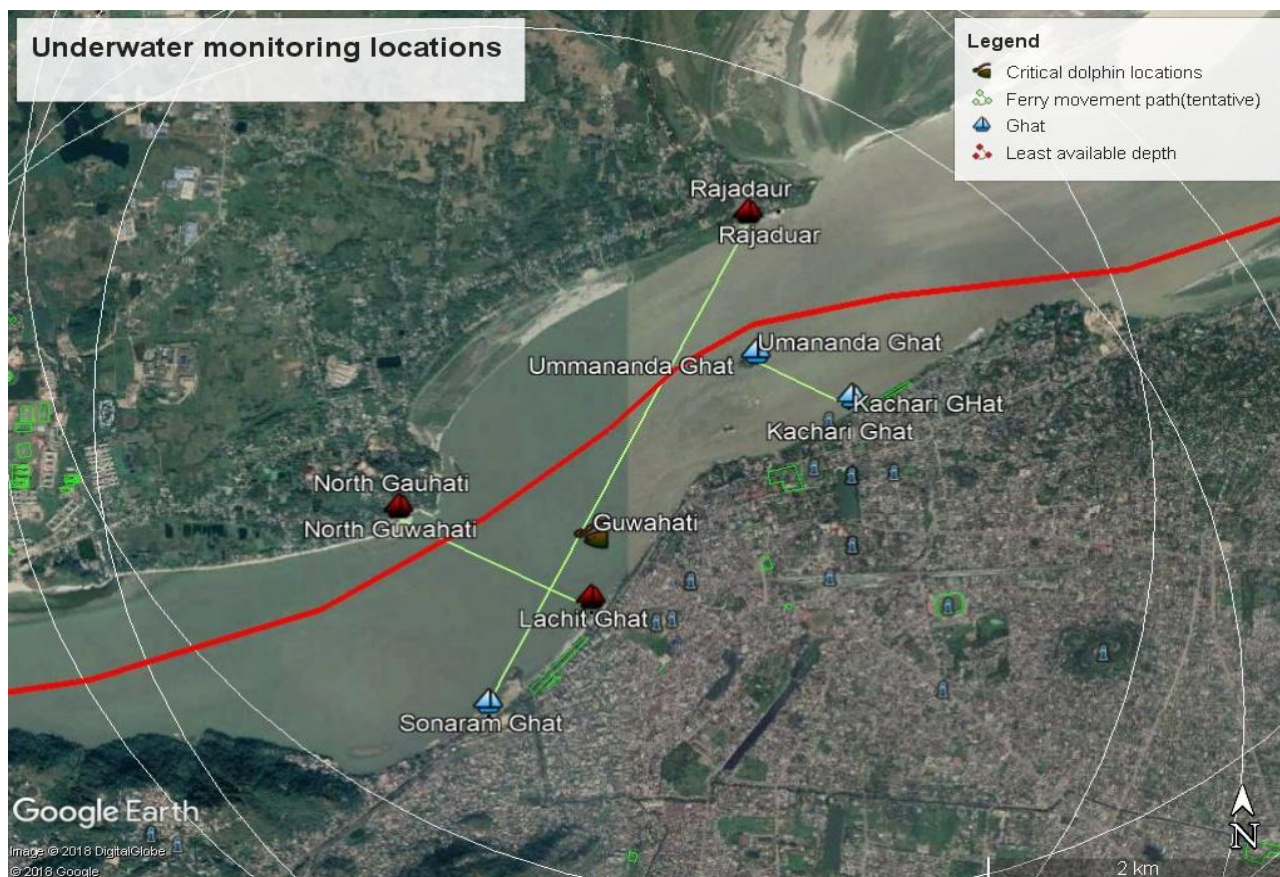 Underwater monitoring locations
Legend
Critical dolphin locations
Ferry movement path(tentative)
Ghat
Least available depth
Rajadaur
Rajaduar
Umananda Ghat
Ummananda Ghat
Kachari GHat
Kachari Ghat
North Gauhati
North Guwahati
Guwahati
Lachit Ghat
Sonaram Ghat
Google Earth
Image © 2018 DigitalGlobe
© 2018 Google
N
2 km